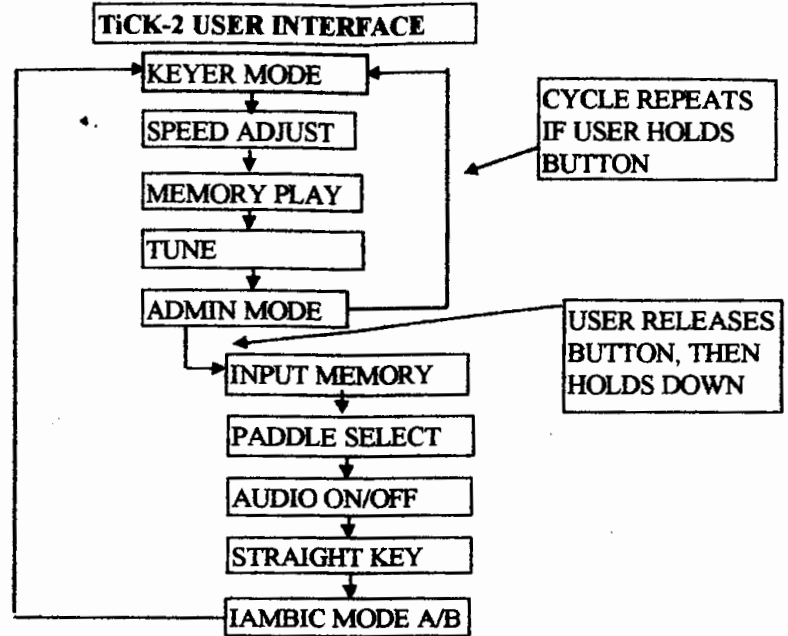 TiCK-2 USER INTERFACE
KEYER MODE
SPEED ADJUST
MEMORY PLAY
TUNE
ADMIN MODE
CYCLE REPEATS
IF USER HOLDS
BUTTON
USER RELEASES
BUTTON, THEN
HOLDS DOWN
INPUT MEMORY
PADDLE SELECT
AUDIO ON/OFF
STRAIGHT KEY
IAMBIC MODE A/B